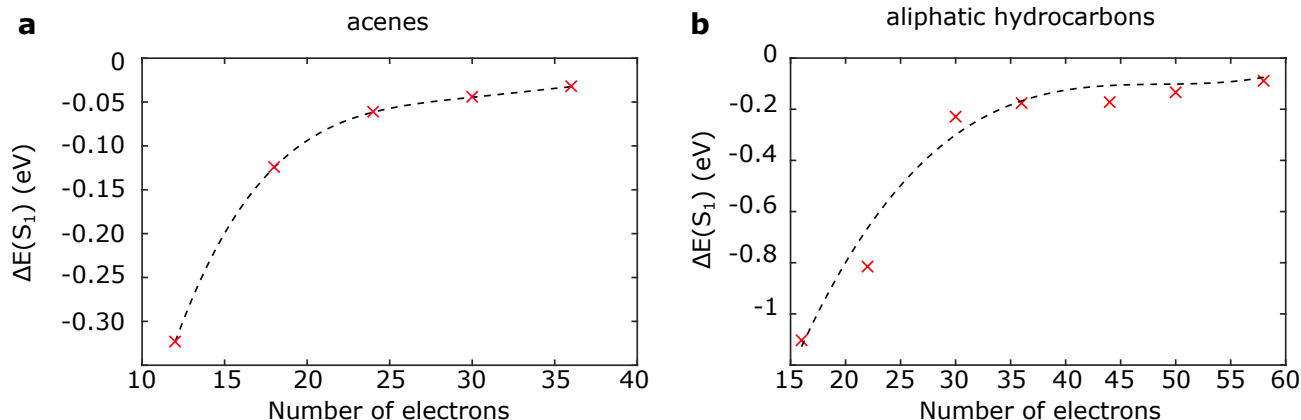 a
acenes
0
-0.05
-0.10
-0.15
-0.20
-0.25
-0.30
ΔE(S₁) (eV)
10 15 20 25 30 35 40
Number of electrons
b
aliphatic hydrocarbons
0
-0.2
-0.4
-0.6
-0.8
-1
ΔE(S₁) (eV)
15 20 25 30 35 40 45 50 55 60
Number of electrons